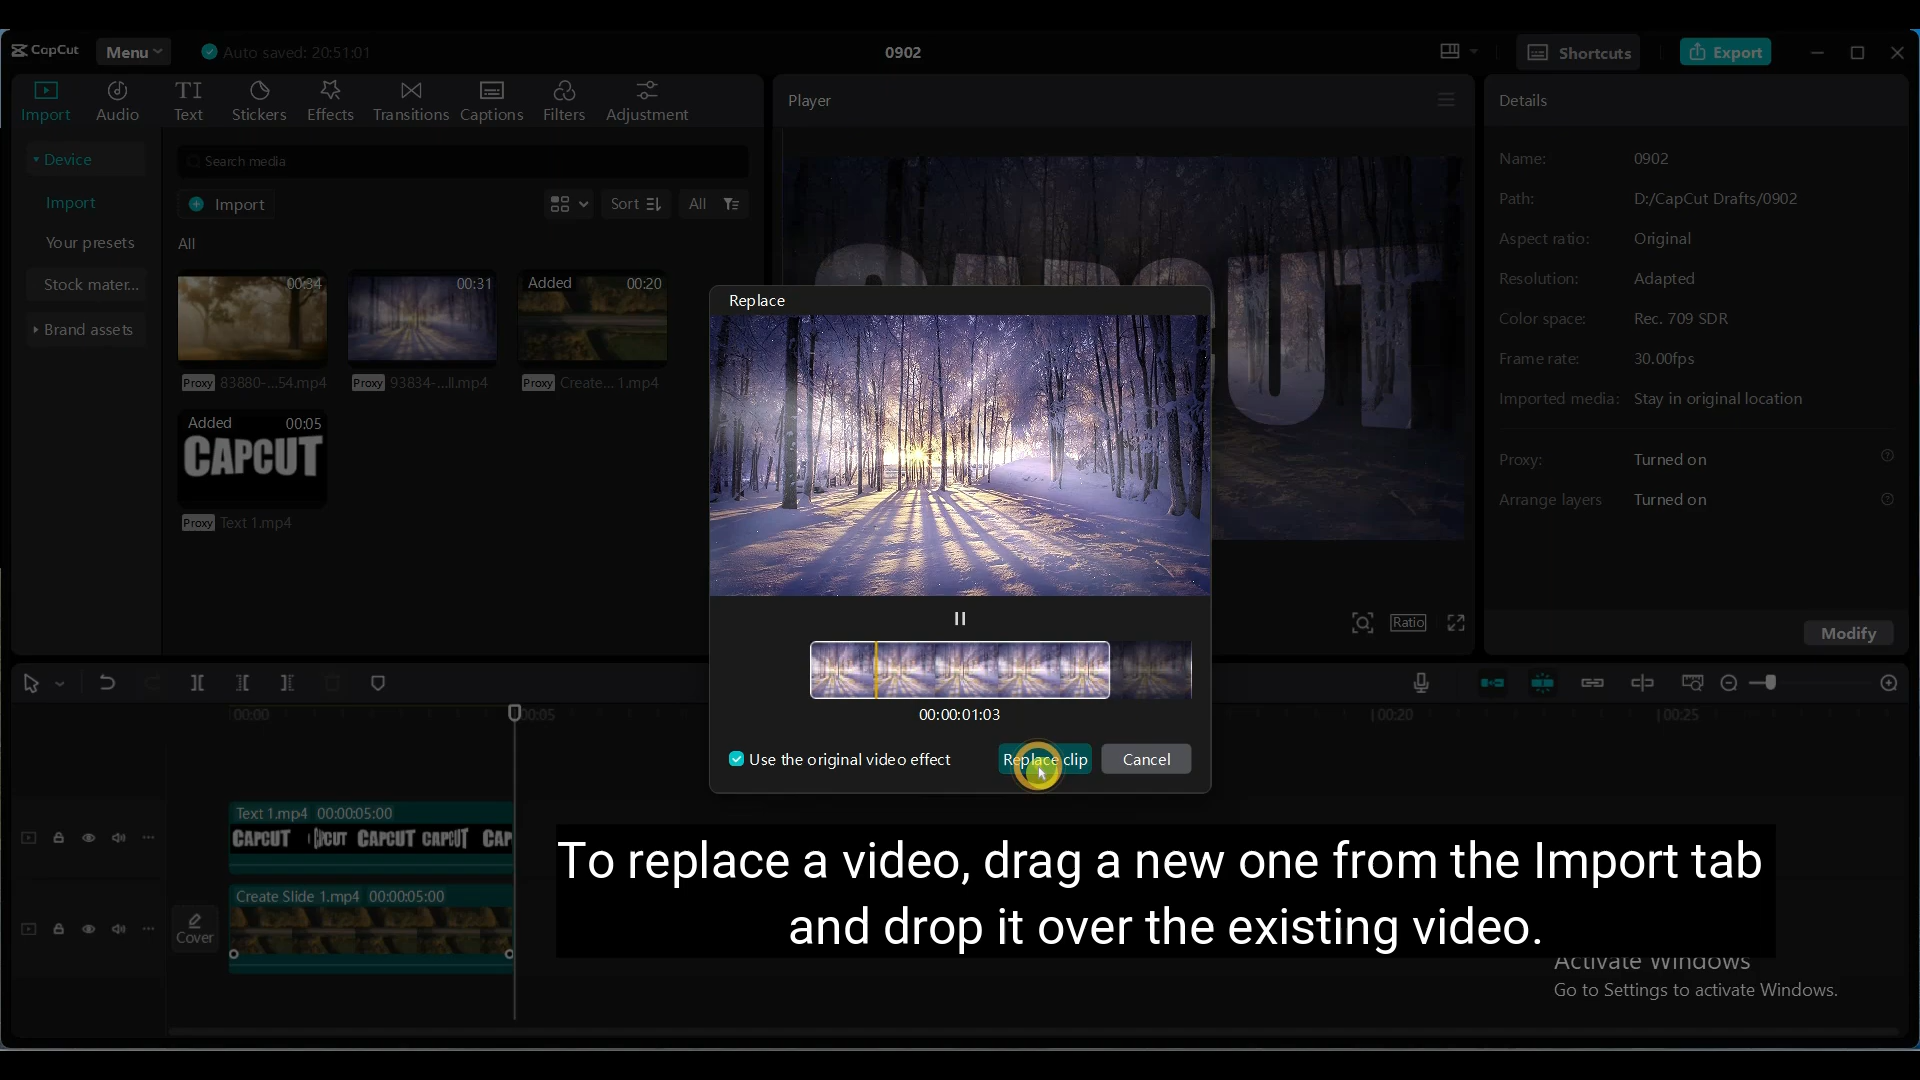 CapCut
Menu
Auto saved: 20:51:01
0902
Shortcuts
Export
Import
Audio
TI
Text
Stickers
Effects
Transitions
Captions
Filters
Adjustment
Player
Details
Device
Import
Your presets
Stock mater...
Brand assets
Search media
Import
Sort
All
All
00:34
00:31
Added
00:20
Proxy 83880-...54.mp4
Proxy 93834-...ll.mp4
Proxy Create... 1.mp4
Added
00:05
CAPCUT
Proxy Text 1.mp4
Replace
00:00:01:03
Use the original video effect
Replace clip
Cancel
Ratio
Name: 0902
Path: D:/CapCut Drafts/0902
Aspect ratio: Original
Resolution: Adapted
Color space: Rec. 709 SDR
Frame rate: 30.00fps
Imported media: Stay in original location
Proxy: Turned on
Arrange layers Turned on
Modify
00:00
00:05
00:20
00:25
Text 1.mp4 00:00:05:00
CAPCUT CAPCUT CAPCUT CAPCUT CAP
Cover
Create Slide 1.mp4 00:00:05:00
To replace a video, drag a new one from the Import tab
and drop it over the existing video.
Activate Windows
Go to Settings to activate Windows.